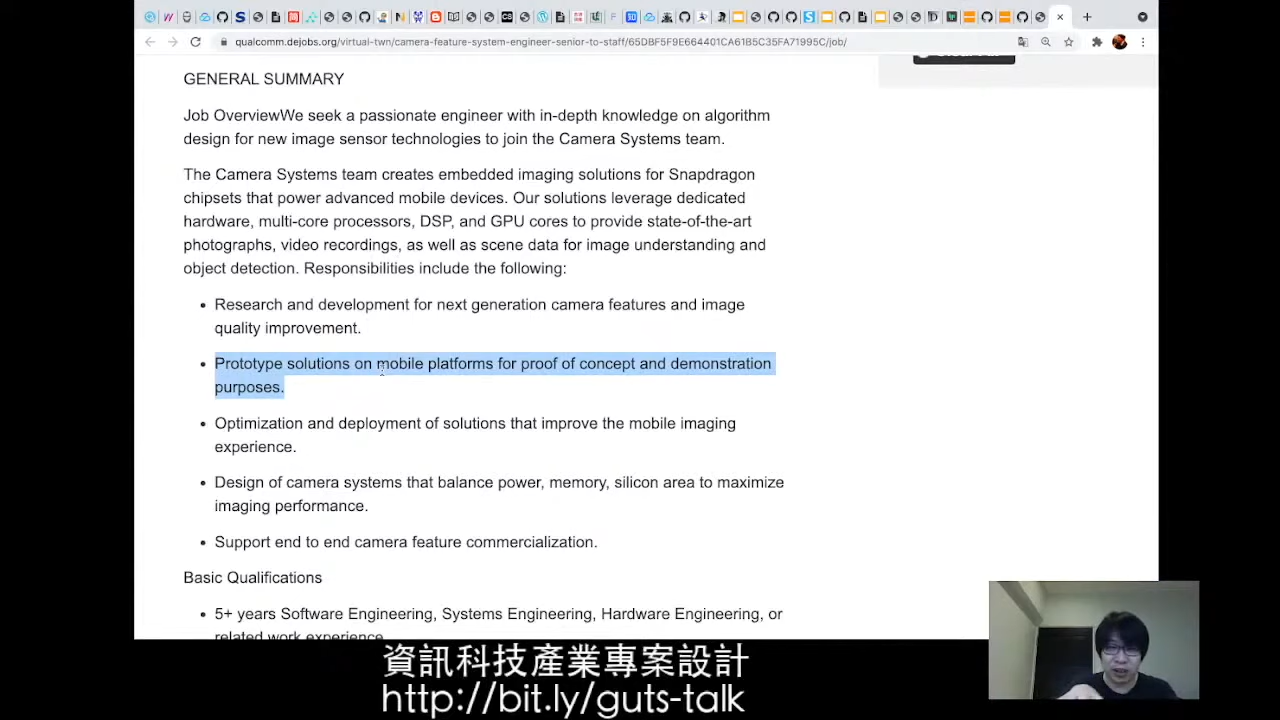 qualcomm.dejobs.org/virtual-twn/camera-feature-system-engineer-senior-to-staff/65DBF5F9E664401CA61B5C35FA71995C/job/
GENERAL SUMMARY
Job OverviewWe seek a passionate engineer with in-depth knowledge on algorithm
design for new image sensor technologies to join the Camera Systems team.
The Camera Systems team creates embedded imaging solutions for Snapdragon
chipsets that power advanced mobile devices. Our solutions leverage dedicated
hardware, multi-core processors, DSP, and GPU cores to provide state-of-the-art
photographs, video recordings, as well as scene data for image understanding and
object detection. Responsibilities include the following:
• Research and development for next generation camera features and image
quality improvement.
• Prototype solutions on mobile platforms for proof of concept and demonstration
purposes.
• Optimization and deployment of solutions that improve the mobile imaging
experience.
• Design of camera systems that balance power, memory, silicon area to maximize
imaging performance.
• Support end to end camera feature commercialization.
Basic Qualifications
• 5+ years Software Engineering, Systems Engineering, Hardware Engineering, or
related work experience
資訊科技產業專案設計
http://bit.ly/guts-talk